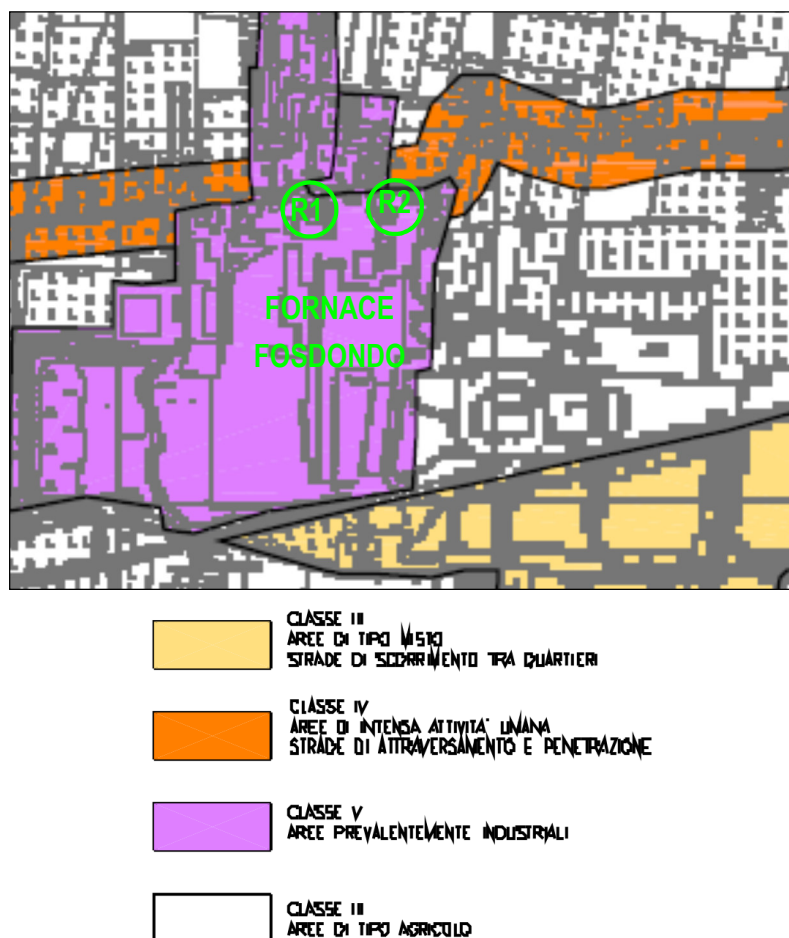 R1 R2
FORNACE
FOSDONDO
CLASSE III
AREE DI TIPO MISTO
STRADE DI SCORRIMENTO TRA QUARTIERI
CLASSE IV
AREE DI INTENSA ATTIVITA' UMANA
STRADE DI ATTRAVERSAMENTO E PENETRAZIONE
CLASSE V
AREE PREVALENTEMENTE INDUSTRIALI
CLASSE III
AREE DI TIPO AGRICOLO